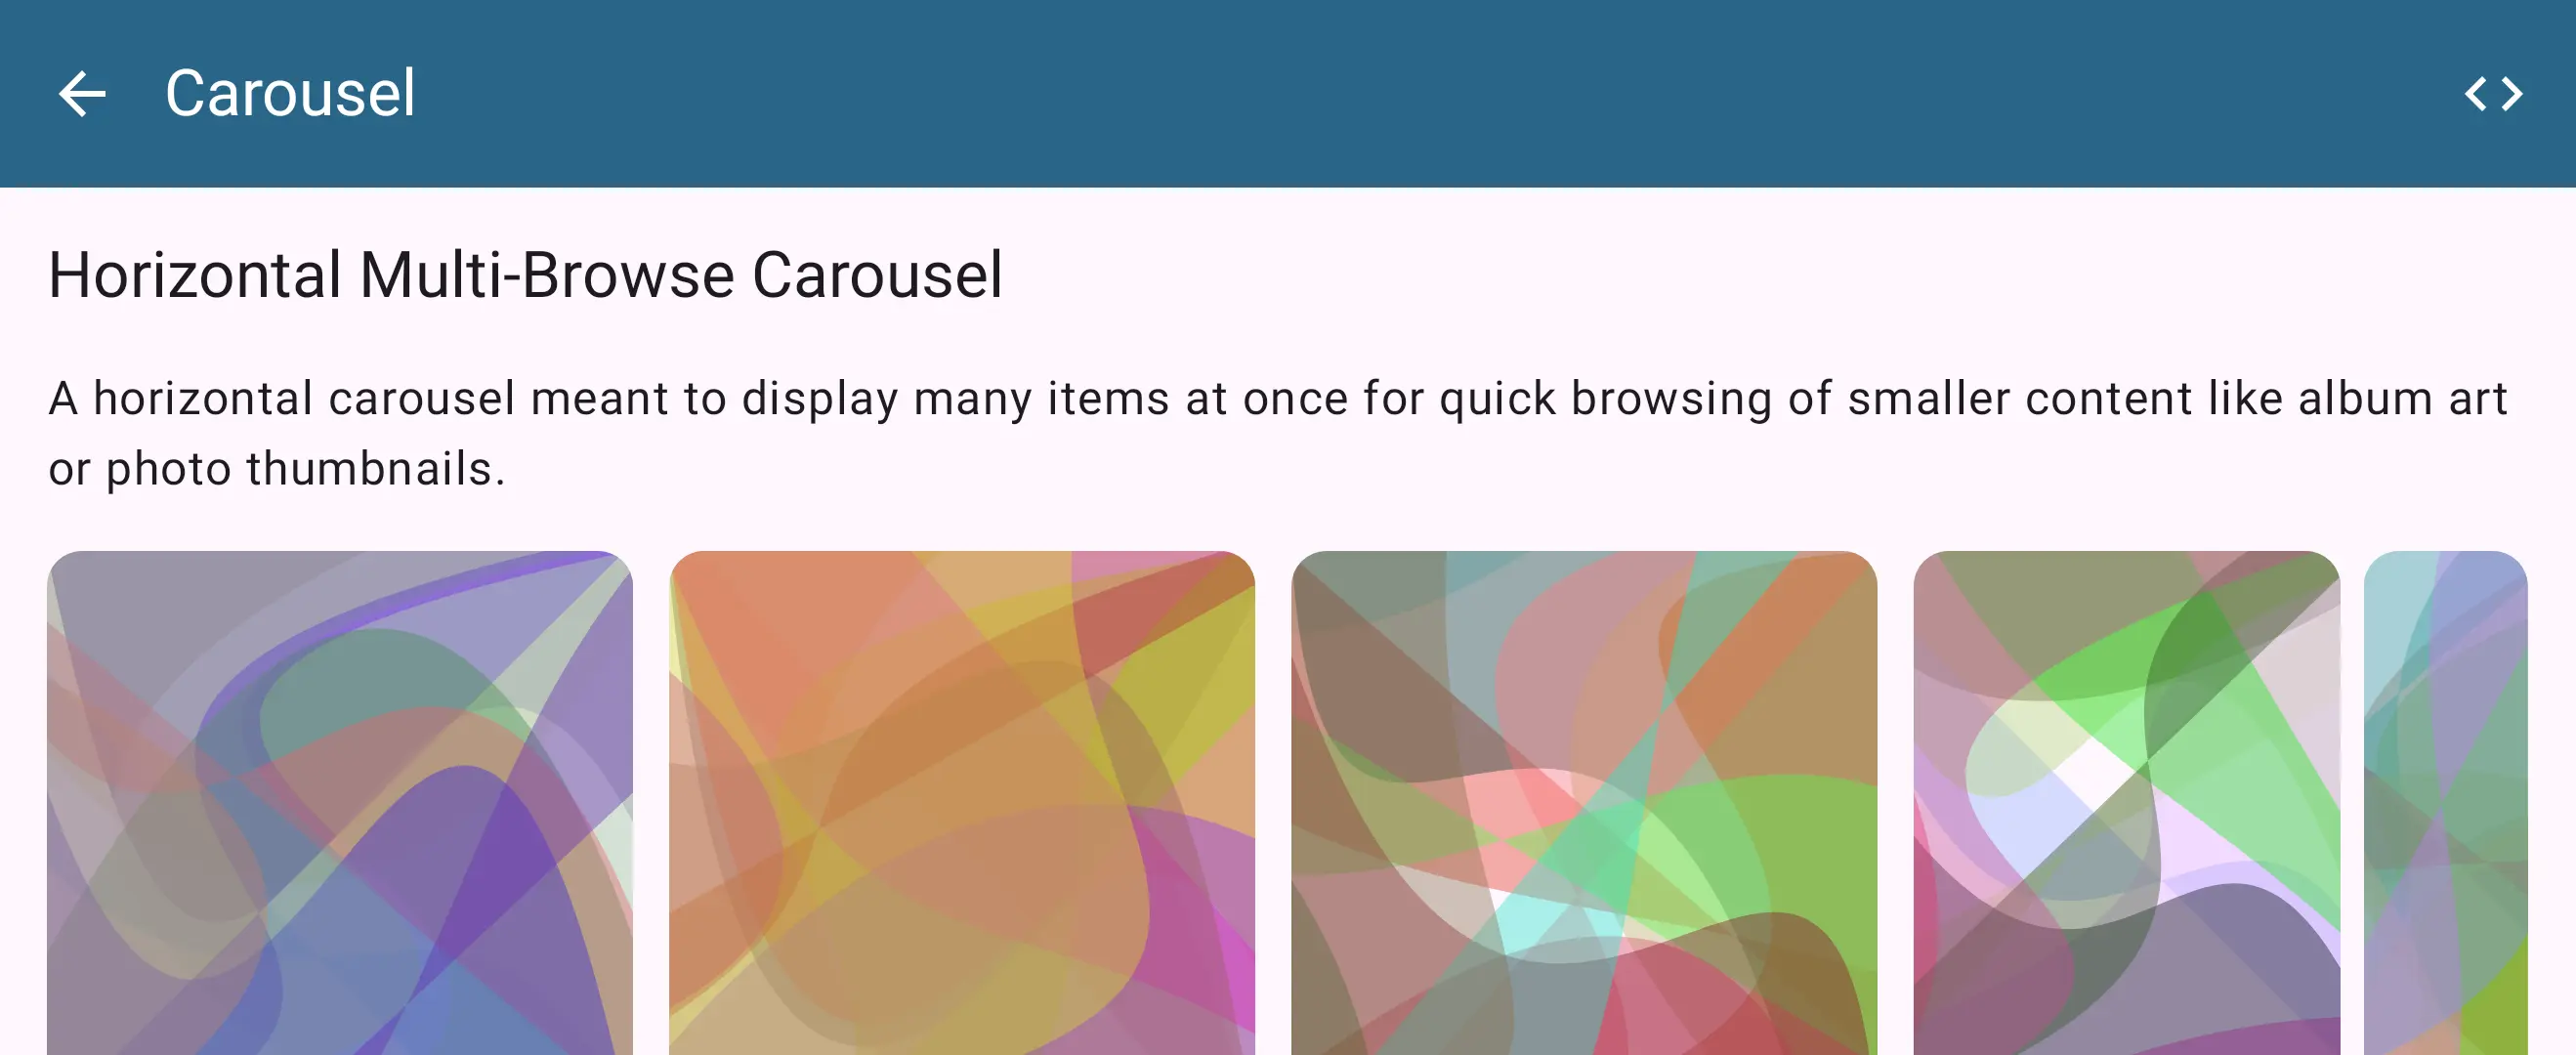 Carousel
Horizontal Multi-Browse Carousel
A horizontal carousel meant to display many items at once for quick browsing of smaller content like album art
or photo thumbnails.